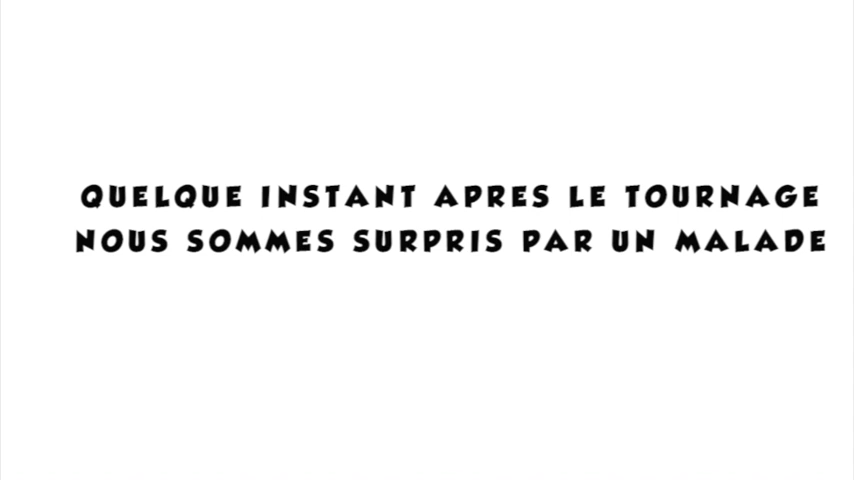 QUELQUE INSTANT APRES LE TOURNAGE
NOUS SOMMES SURPRIS PAR UN MALADE